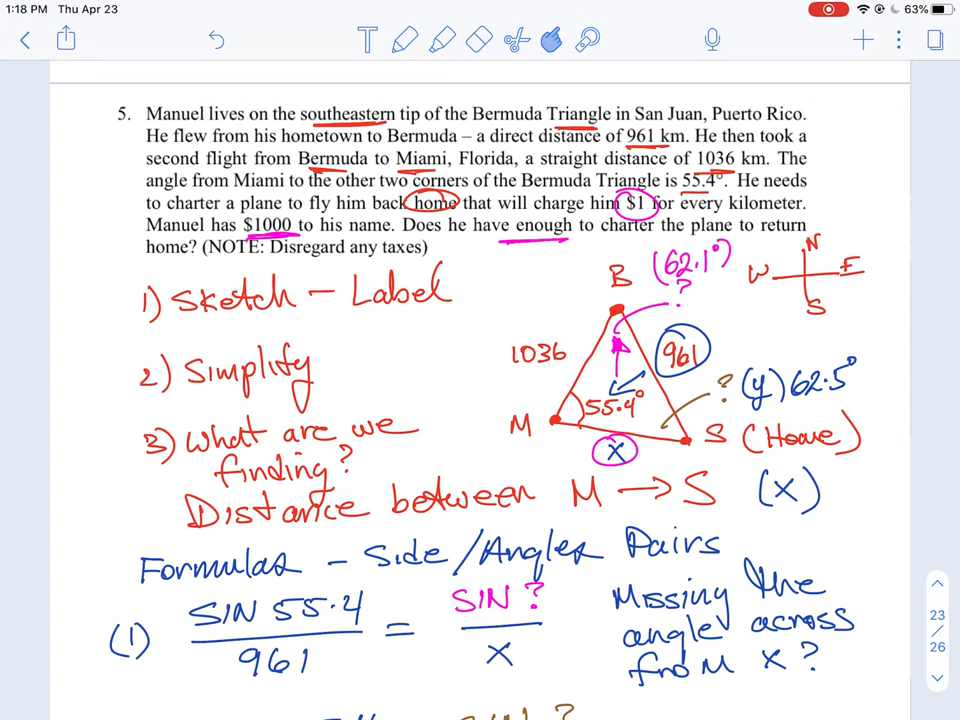 1:18 PM Thu Apr 23
63%
T
5. Manuel lives on the southeastern tip of the Bermuda Triangle in San Juan, Puerto Rico.
He flew from his hometown to Bermuda – a direct distance of 961 km. He then took a
second flight from Bermuda to Miami, Florida, a straight distance of 1036 km. The
angle from Miami to the other two corners of the Bermuda Triangle is 55.4°. He needs
to charter a plane to fly him back home that will charge him $1 for every kilometer.
Manuel has $1000 to his name. Does he have enough to charter the plane to return
home? (NOTE: Disregard any taxes)
N
W E
S
B (62.1°)
?
1) Sketch – Label
1036 961
2) Simplify
? (y) 62.5°
55.4°
M S (Home)
x
3) What are we
finding?
Distance between M → S (x)
Formulas – Side/Angles Pairs
(1) SIN 55.4 / 961 = SIN ? / x
Missing the
angle across
from x?
SIN ?
23
/
26